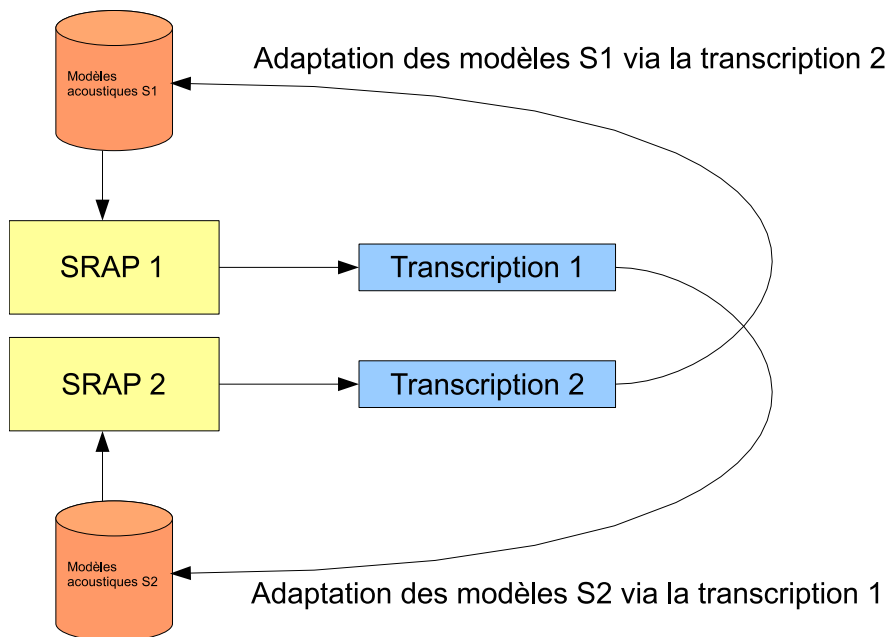 Adaptation des modèles S1 via la transcription 2
Modèles
acoustiques S1
SRAP 1
Transcription 1
SRAP 2
Transcription 2
Modèles
acoustiques S2
Adaptation des modèles S2 via la transcription 1